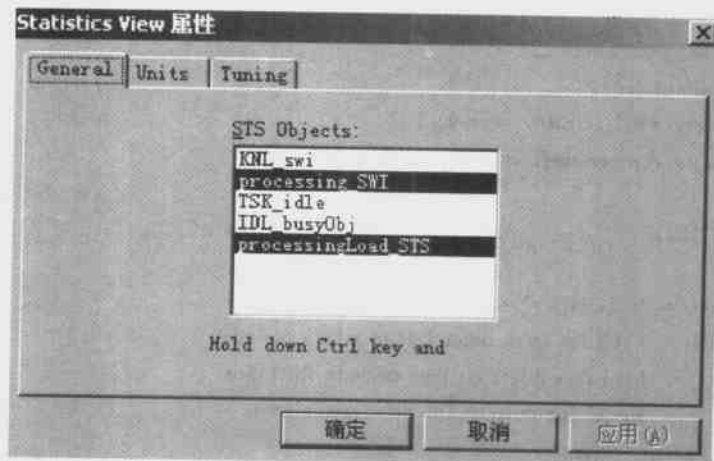 Statistics View 属性
General Units Tuning
STS Objects:
KNL_swi
processing_SWI
TSK_idle
IDL_busyObj
processingLoad_STS
Hold down Ctrl key and
确定 取消 应用(A)